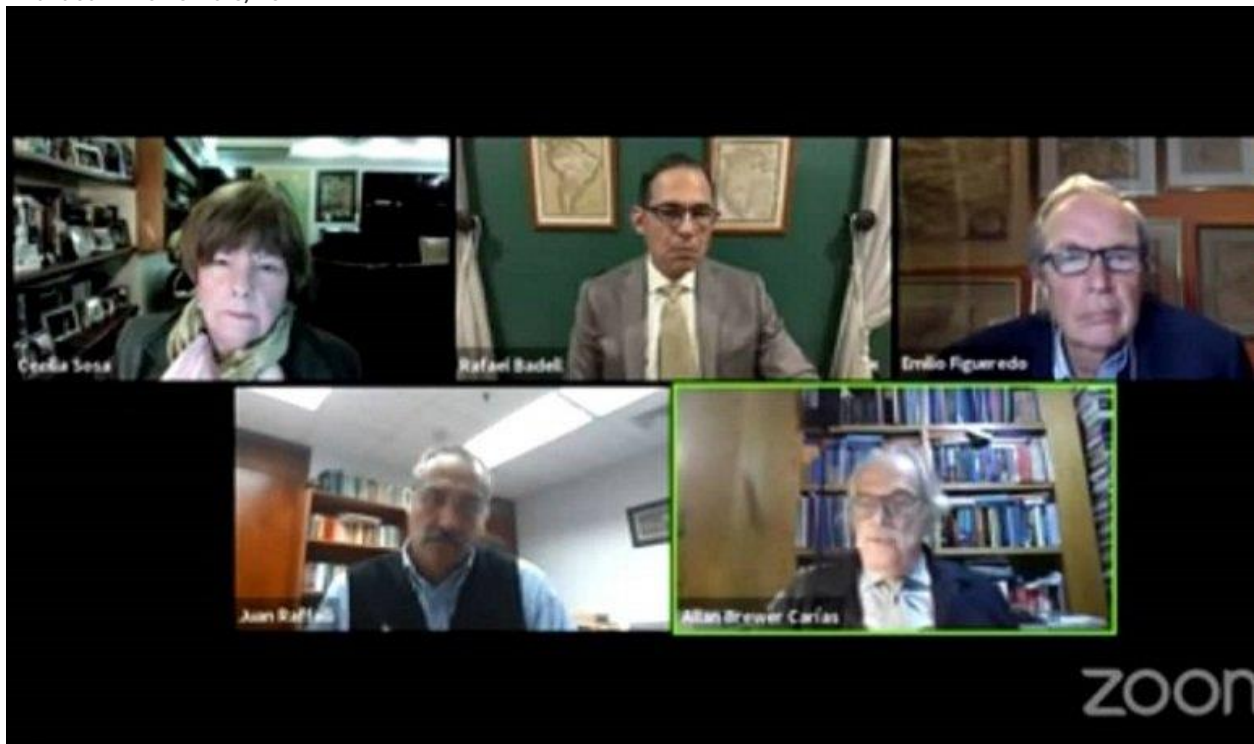 Cecilia Sosa
Rafael Badell
Emilio Figueredo
Juan Raffalli
Allan Brewer Carías
zoom